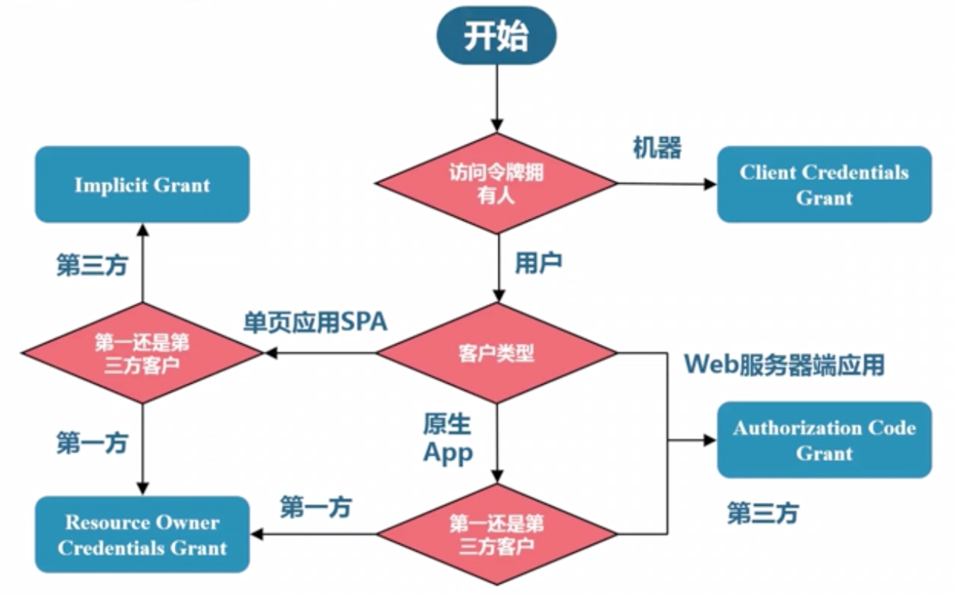 开始
访问令牌拥
有人
机器
Client Credentials
Grant
Implicit Grant
用户
第三方
第一还是第
三方客户
单页应用SPA
客户类型
Web服务器端应用
第一方
原生
App
Authorization Code
Grant
Resource Owner
Credentials Grant
第一方
第一还是第
三方客户
第三方